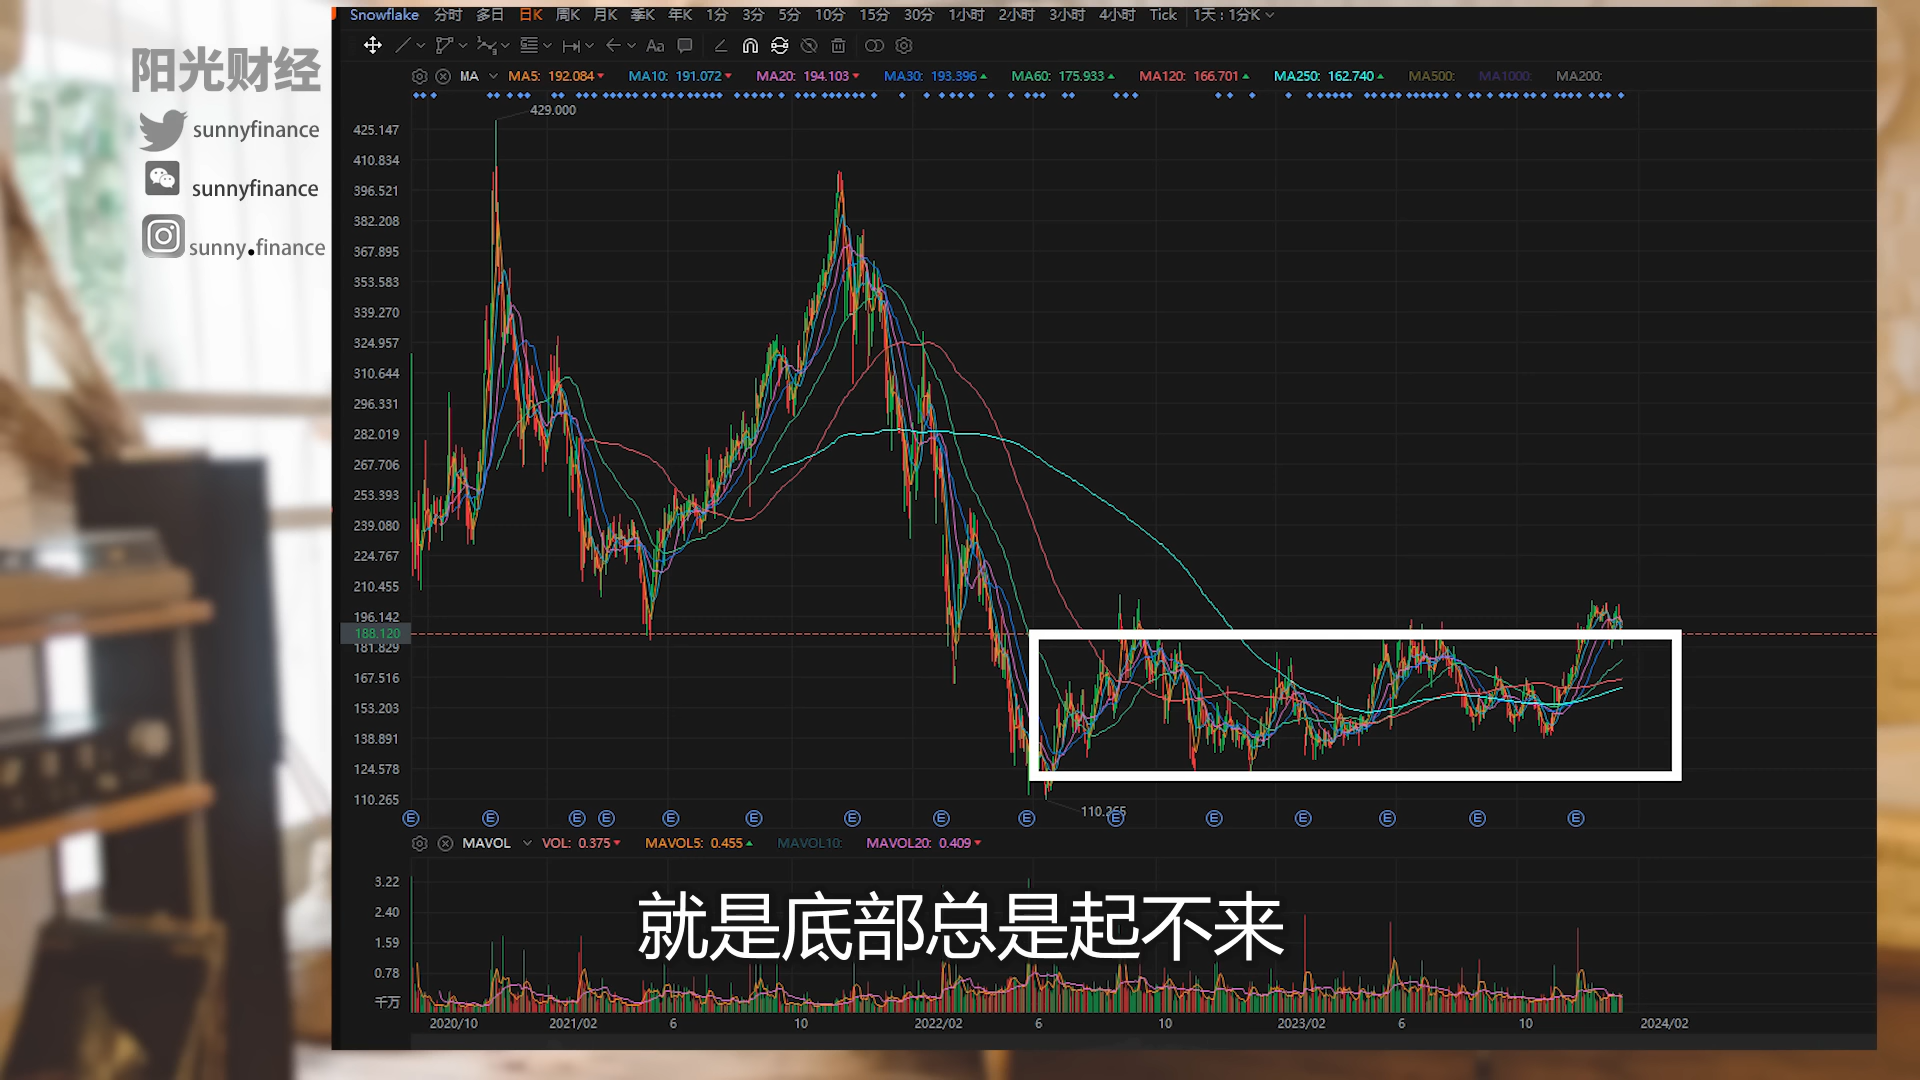 阳光财经
sunnyfinance
sunnyfinance
sunny.finance
Snowflake 分时 多日 日K 周K 月K 季K 年K 1分 3分 5分 10分 15分 30分 1小时 2小时 3小时 4小时 Tick 1天 : 1分K
Aa
MA MA5: 192.084 MA10: 191.072 MA20: 194.103 MA30: 193.396 MA60: 175.933 MA120: 166.701 MA250: 162.740 MA500: MA1000: MA200:
429.000
425.147
410.834
396.521
382.208
367.895
353.583
339.270
324.957
310.644
296.331
282.019
267.706
253.393
239.080
224.767
210.455
196.142
188.120
181.829
167.516
153.203
138.891
124.578
110.265
110.265
E E E E E E E E E E E E E E
MAVOL VOL: 0.375 MAVOL5: 0.455 MAVOL10: MAVOL20: 0.409
3.22
2.40
1.59
0.78
千万
就是底部总是起不来
2020/10 2021/02 6 10 2022/02 6 10 2023/02 6 10 2024/02